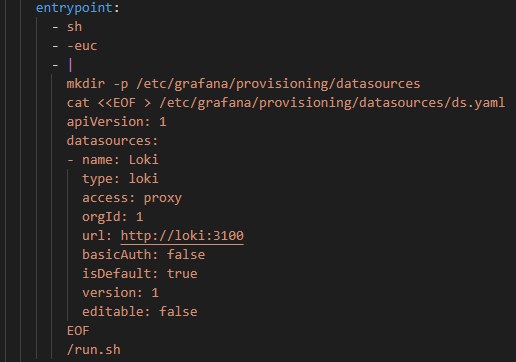 entrypoint:
  - sh
  - -euc
  - |
    mkdir -p /etc/grafana/provisioning/datasources
    cat <<EOF > /etc/grafana/provisioning/datasources/ds.yaml
    apiVersion: 1
    datasources:
    - name: Loki
      type: loki
      access: proxy
      orgId: 1
      url: http://loki:3100
      basicAuth: false
      isDefault: true
      version: 1
      editable: false
    EOF
    /run.sh